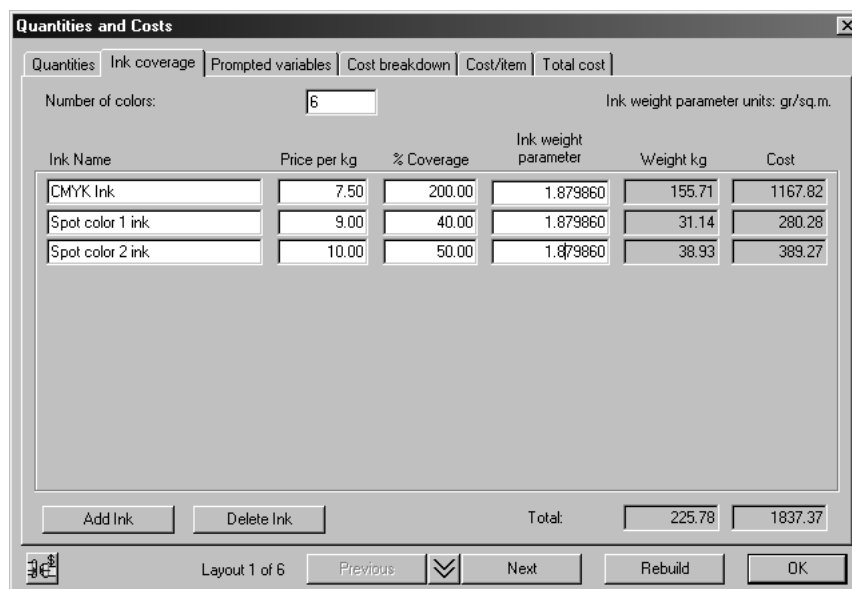 Quantities and Costs
Quantities Ink coverage Prompted variables Cost breakdown Cost/item Total cost
Number of colors: 6 Ink weight parameter units: gr/sq.m.
Ink weight
Ink Name Price per kg % Coverage parameter Weight kg Cost
CMYK Ink 7.50 200.00 1.879860 155.71 1167.82
Spot color 1 ink 9.00 40.00 1.879860 31.14 280.28
Spot color 2 ink 10.00 50.00 1.879860 38.93 389.27
Add Ink Delete Ink Total: 225.78 1837.37
Layout 1 of 6 Previous Next Rebuild OK